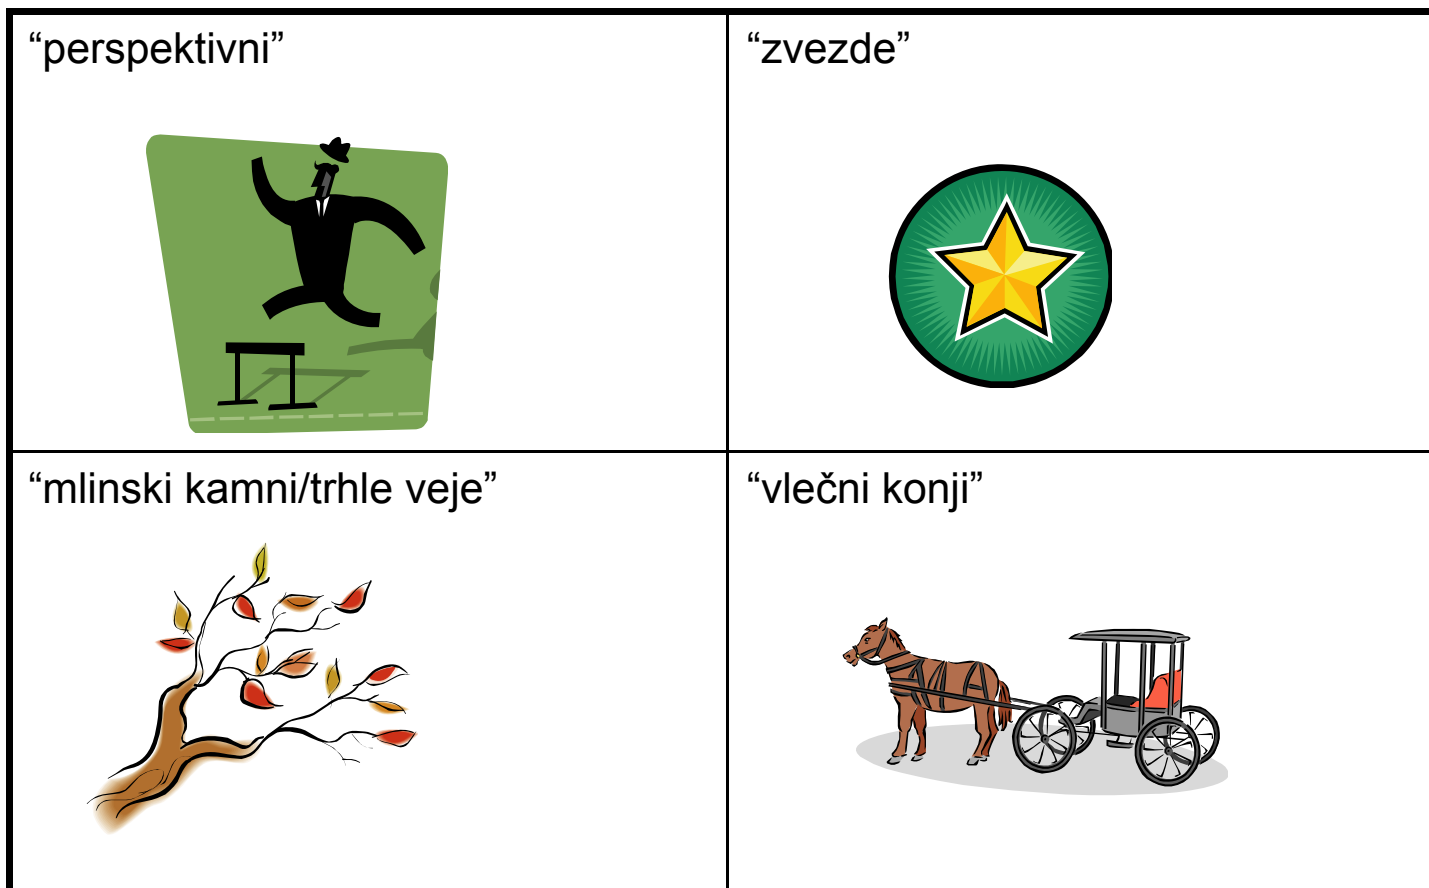 “perspektivni”
“zvezde”
“mlinski kamni/trhle veje”
“vlečni konji”